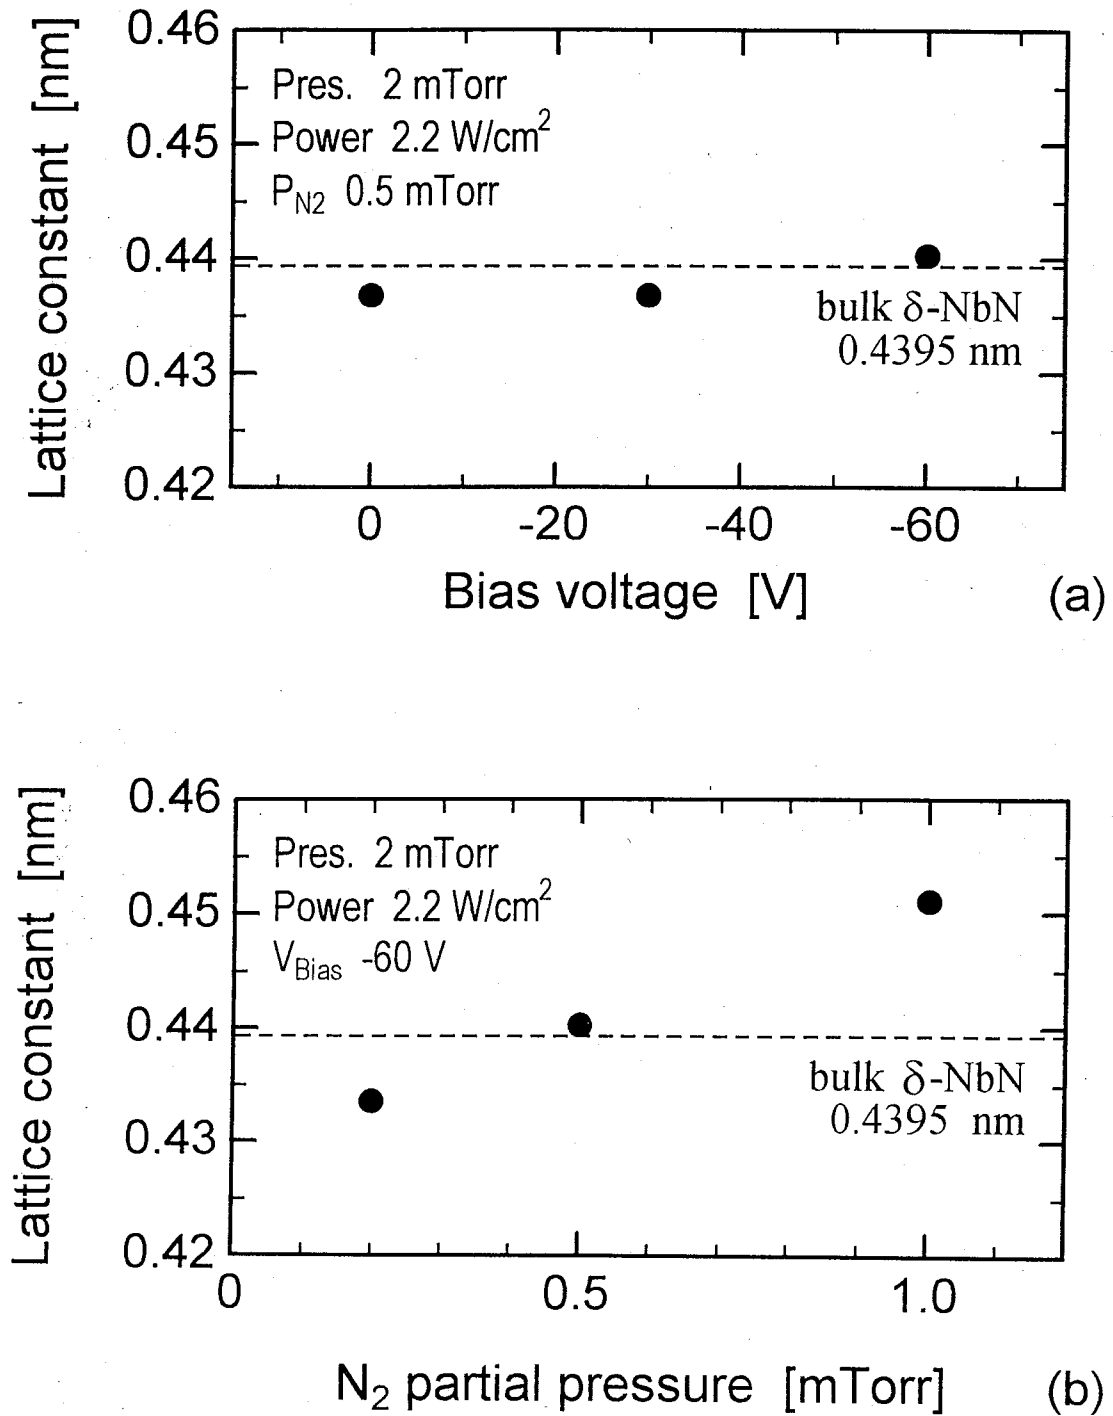 Lattice constant [nm]
0.46
0.45
0.44
0.43
0.42
Pres. 2 mTorr
Power 2.2 W/cm²
P_N2 0.5 mTorr
bulk δ-NbN
0.4395 nm
0 -20 -40 -60
Bias voltage [V]
(a)
Lattice constant [nm]
0.46
0.45
0.44
0.43
0.42
Pres. 2 mTorr
Power 2.2 W/cm²
V_Bias -60 V
bulk δ-NbN
0.4395 nm
0 0.5 1.0
N₂ partial pressure [mTorr]
(b)